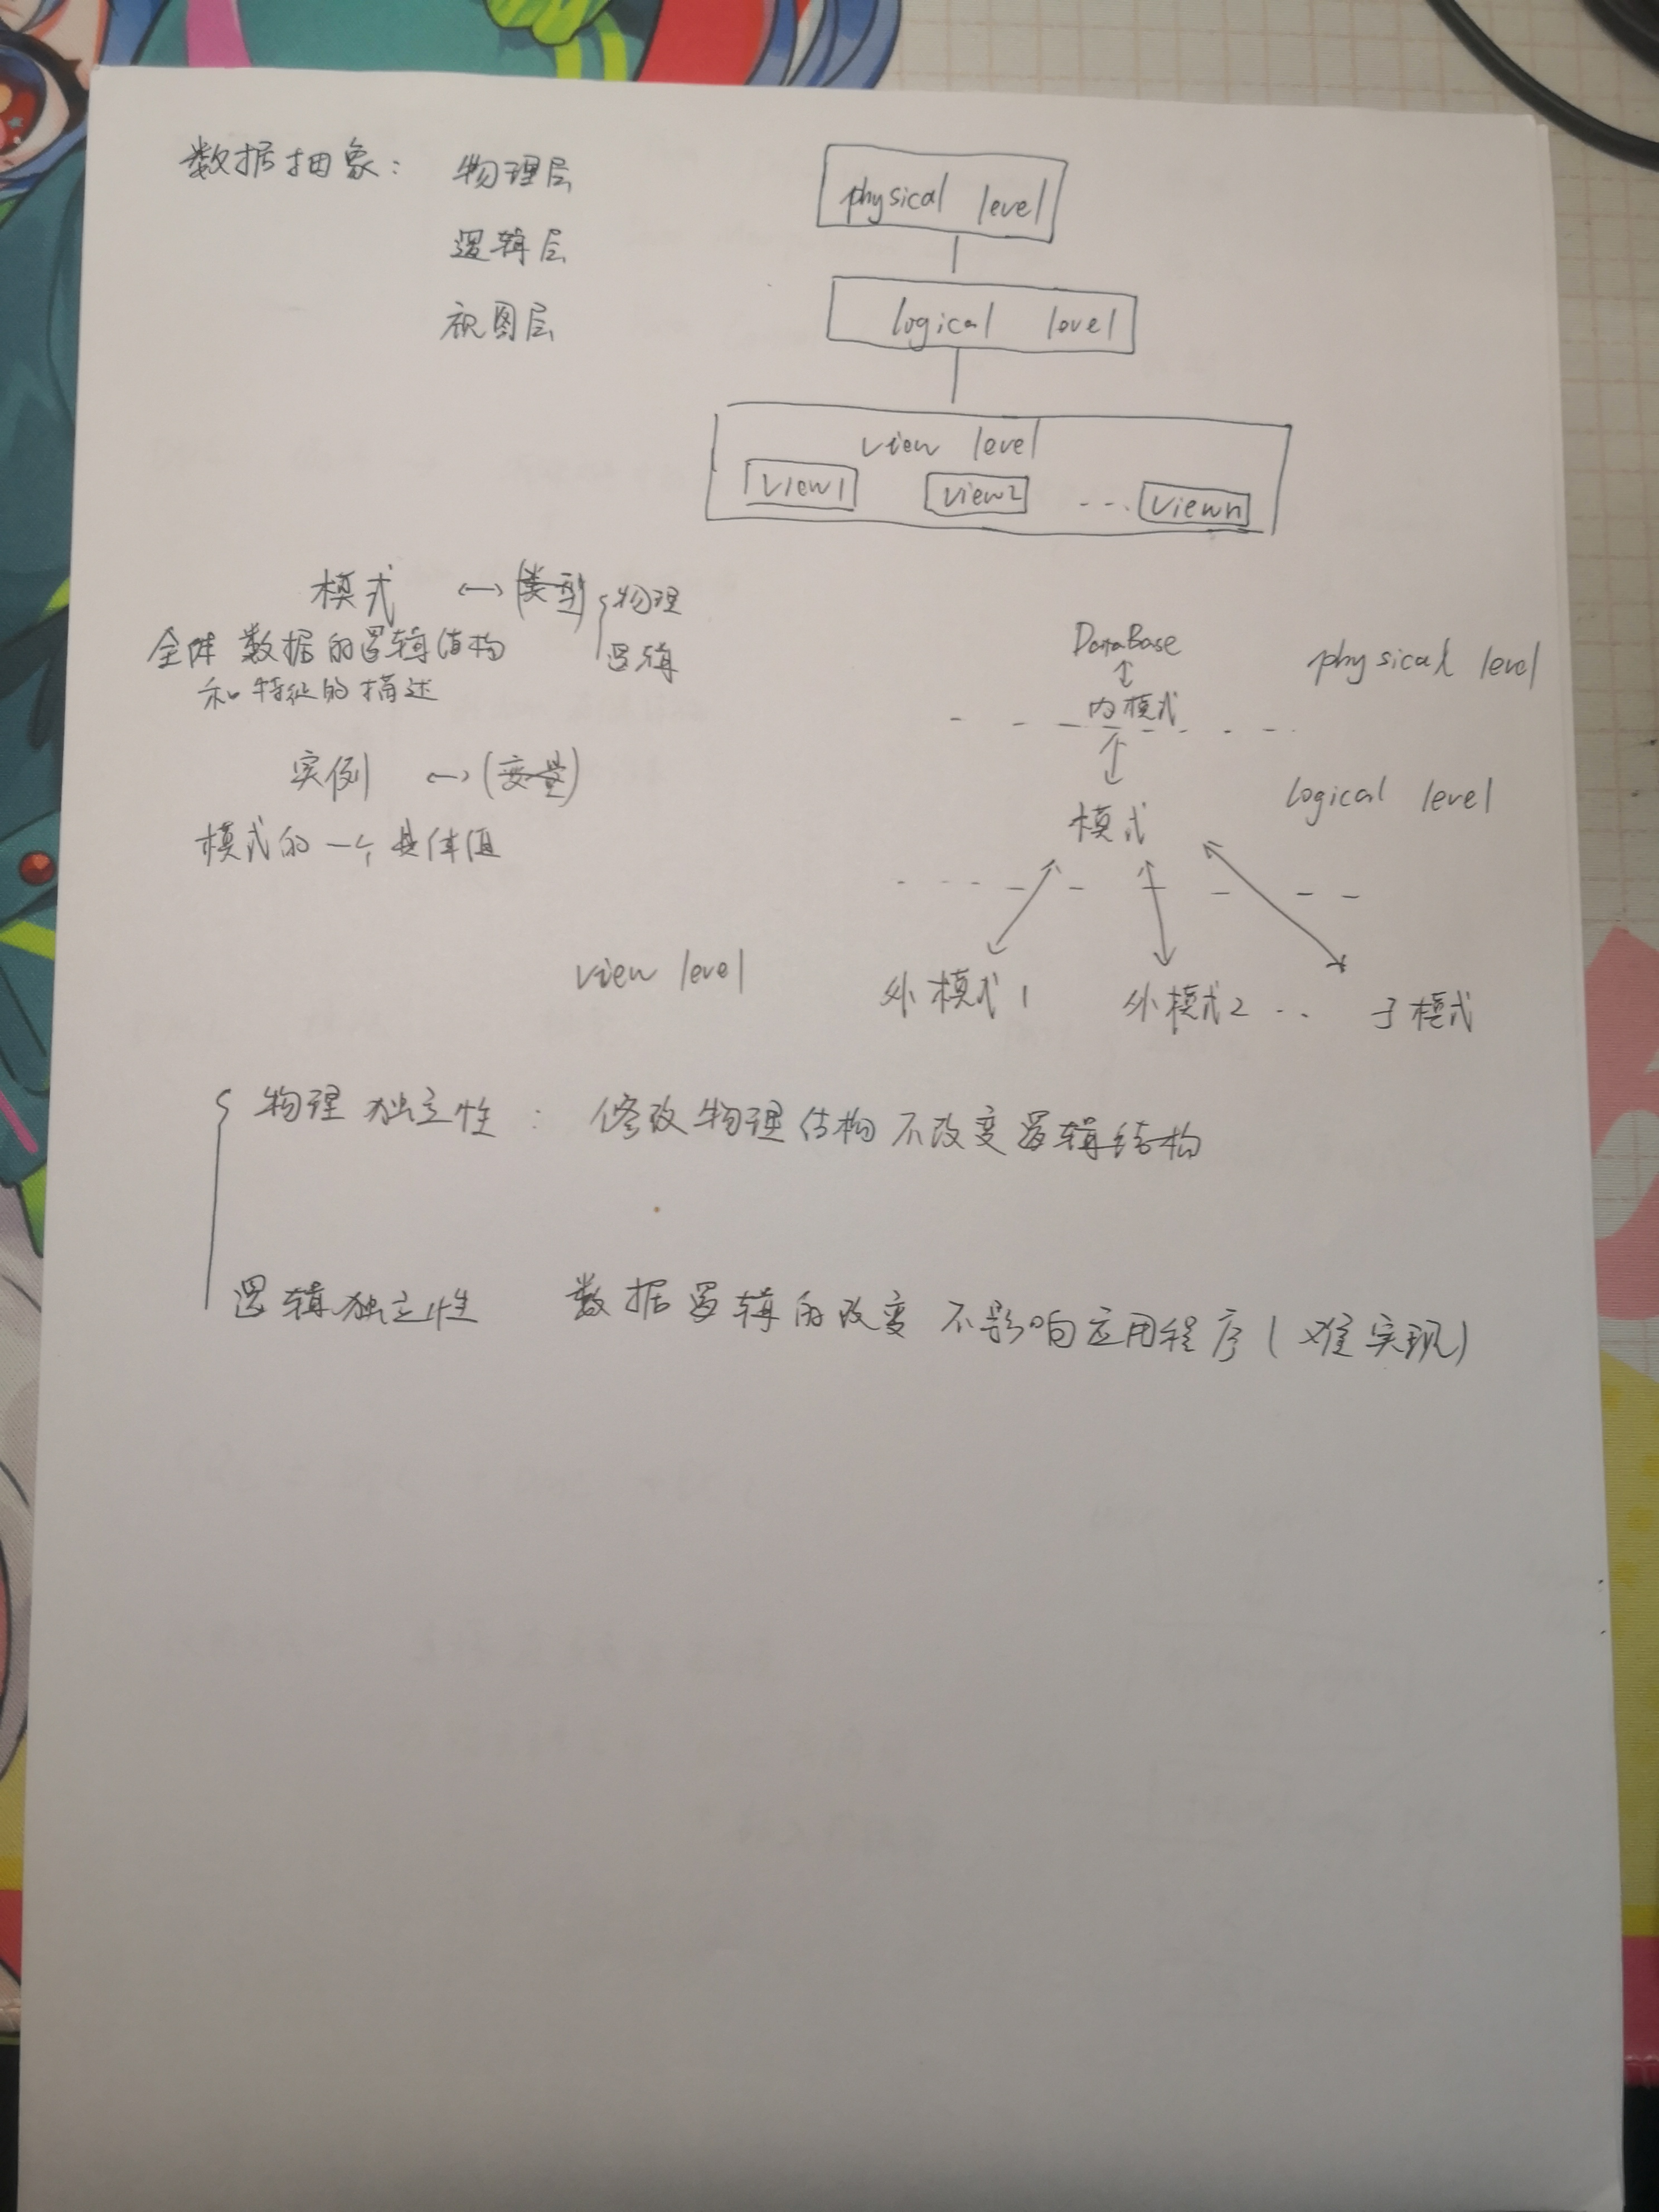 数据抽象： 物理层
逻辑层
视图层
physical level
logical level
view level
view1 view2 ... viewn
模式 ↔ (类型) { 物理
逻辑
全体数据的逻辑结构
和特征的描述
实例 ↔ (变量)
模式的一个具体值
DataBase
↕
physical level
内模式
↕
logical level
模式
view level
外模式1 外模式2 .. 子模式
物理独立性： 修改物理结构不改变逻辑结构
逻辑独立性 数据逻辑的改变不影响应用程序(难实现)